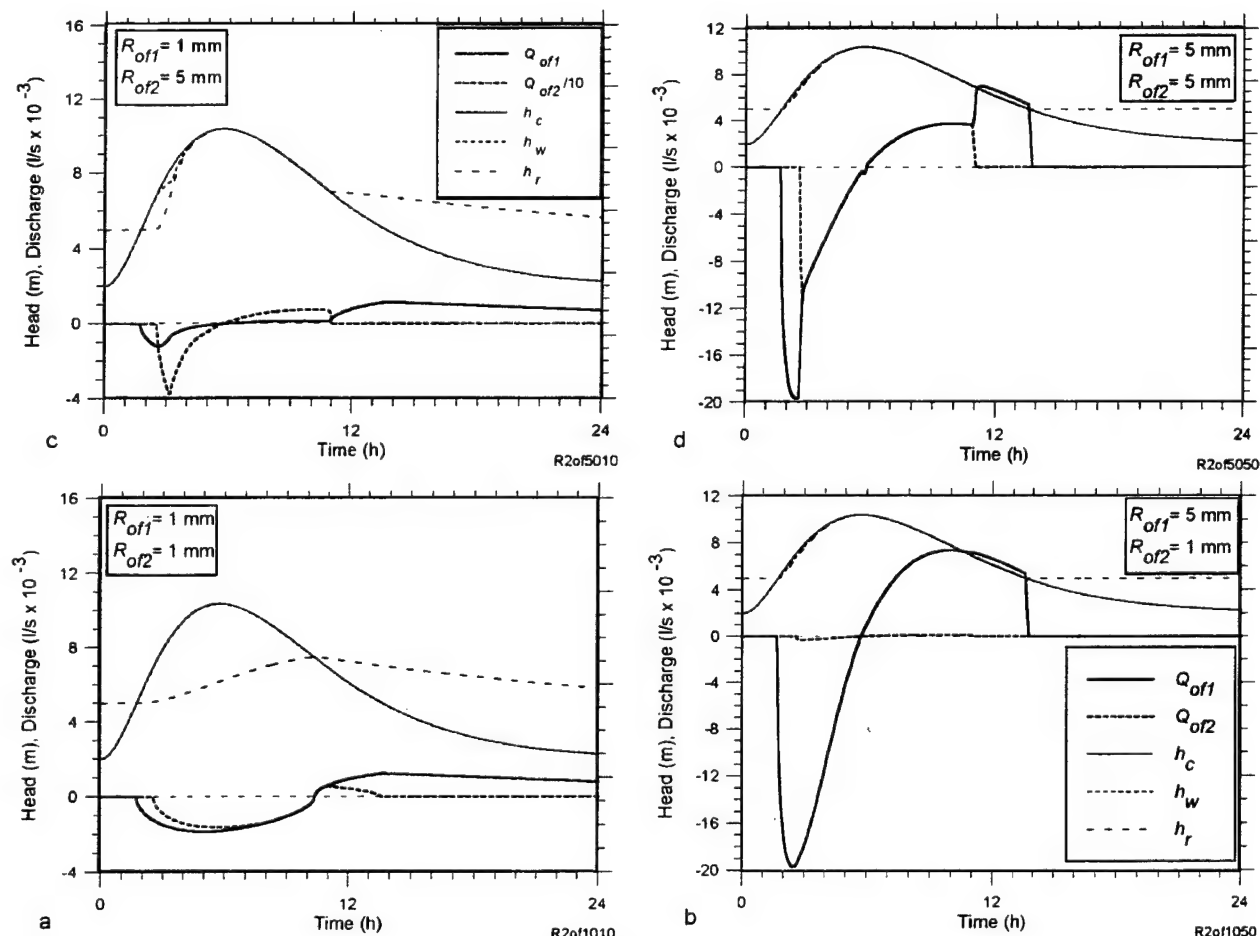 16
12
8
4
0
-4
Head (m), Discharge (l/s x 10⁻³)
R_of1 = 1 mm
R_of2 = 5 mm
Q_of1
Q_of2/10
h_c
h_w
h_r
0
12
24
Time (h)
c
R2of5010
12
8
4
0
-4
-8
-12
-16
-20
Head (m), Discharge (l/s x 10⁻³)
R_of1 = 5 mm
R_of2 = 5 mm
0
12
24
Time (h)
d
R2of5050
16
12
8
4
0
-4
Head (m), Discharge (l/s x 10⁻³)
R_of1 = 1 mm
R_of2 = 1 mm
0
12
24
Time (h)
a
R2of1010
12
8
4
0
-4
-8
-12
-16
-20
Head (m), Discharge (l/s x 10⁻³)
R_of1 = 5 mm
R_of2 = 1 mm
Q_of1
Q_of2
h_c
h_w
h_r
0
12
24
Time (h)
b
R2of1050